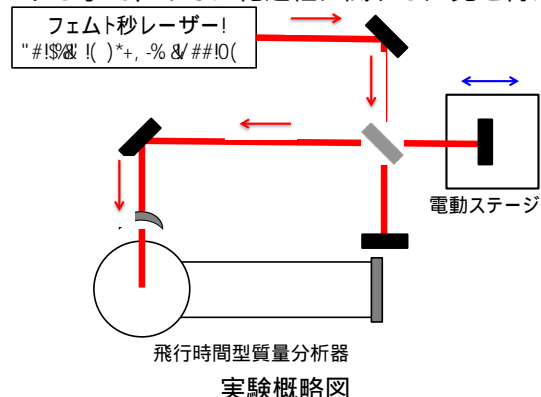 フェムト秒レーザー!
"#!$%&' !( )*+, -% &/ ##!0(
電動ステージ
飛行時間型質量分析器
実験概略図